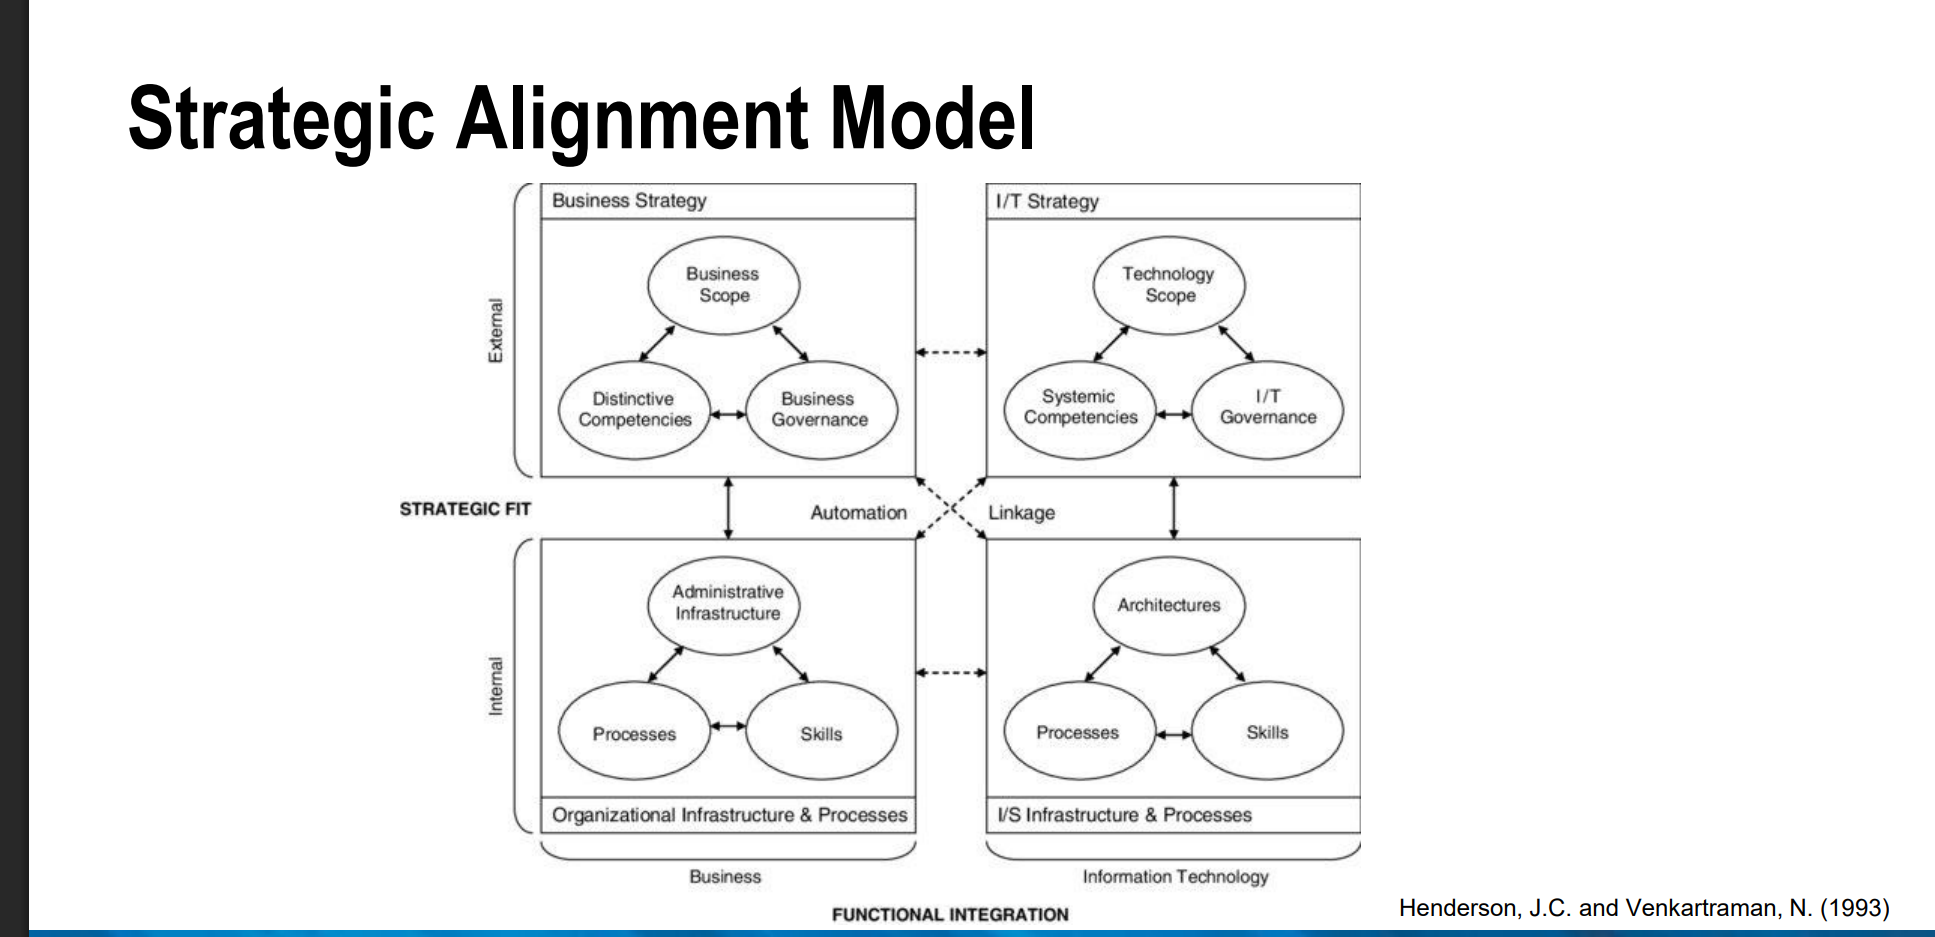 Strategic Alignment Model
Business Strategy
I/T Strategy
External
Business
Scope
Distinctive
Competencies
Business
Governance
Technology
Scope
Systemic
Competencies
I/T
Governance
STRATEGIC FIT
Automation
Linkage
Internal
Administrative
Infrastructure
Processes
Skills
Architectures
Processes
Skills
Organizational Infrastructure & Processes
I/S Infrastructure & Processes
Business
Information Technology
FUNCTIONAL INTEGRATION
Henderson, J.C. and Venkartraman, N. (1993)